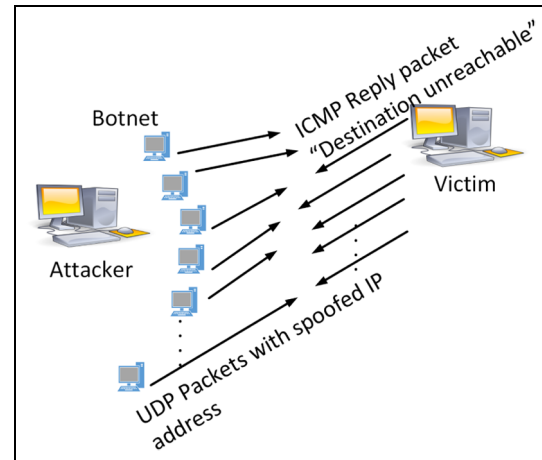 ICMP Reply packet
“Destination unreachable”
Botnet
Victim
Attacker
UDP Packets with spoofed IP
address